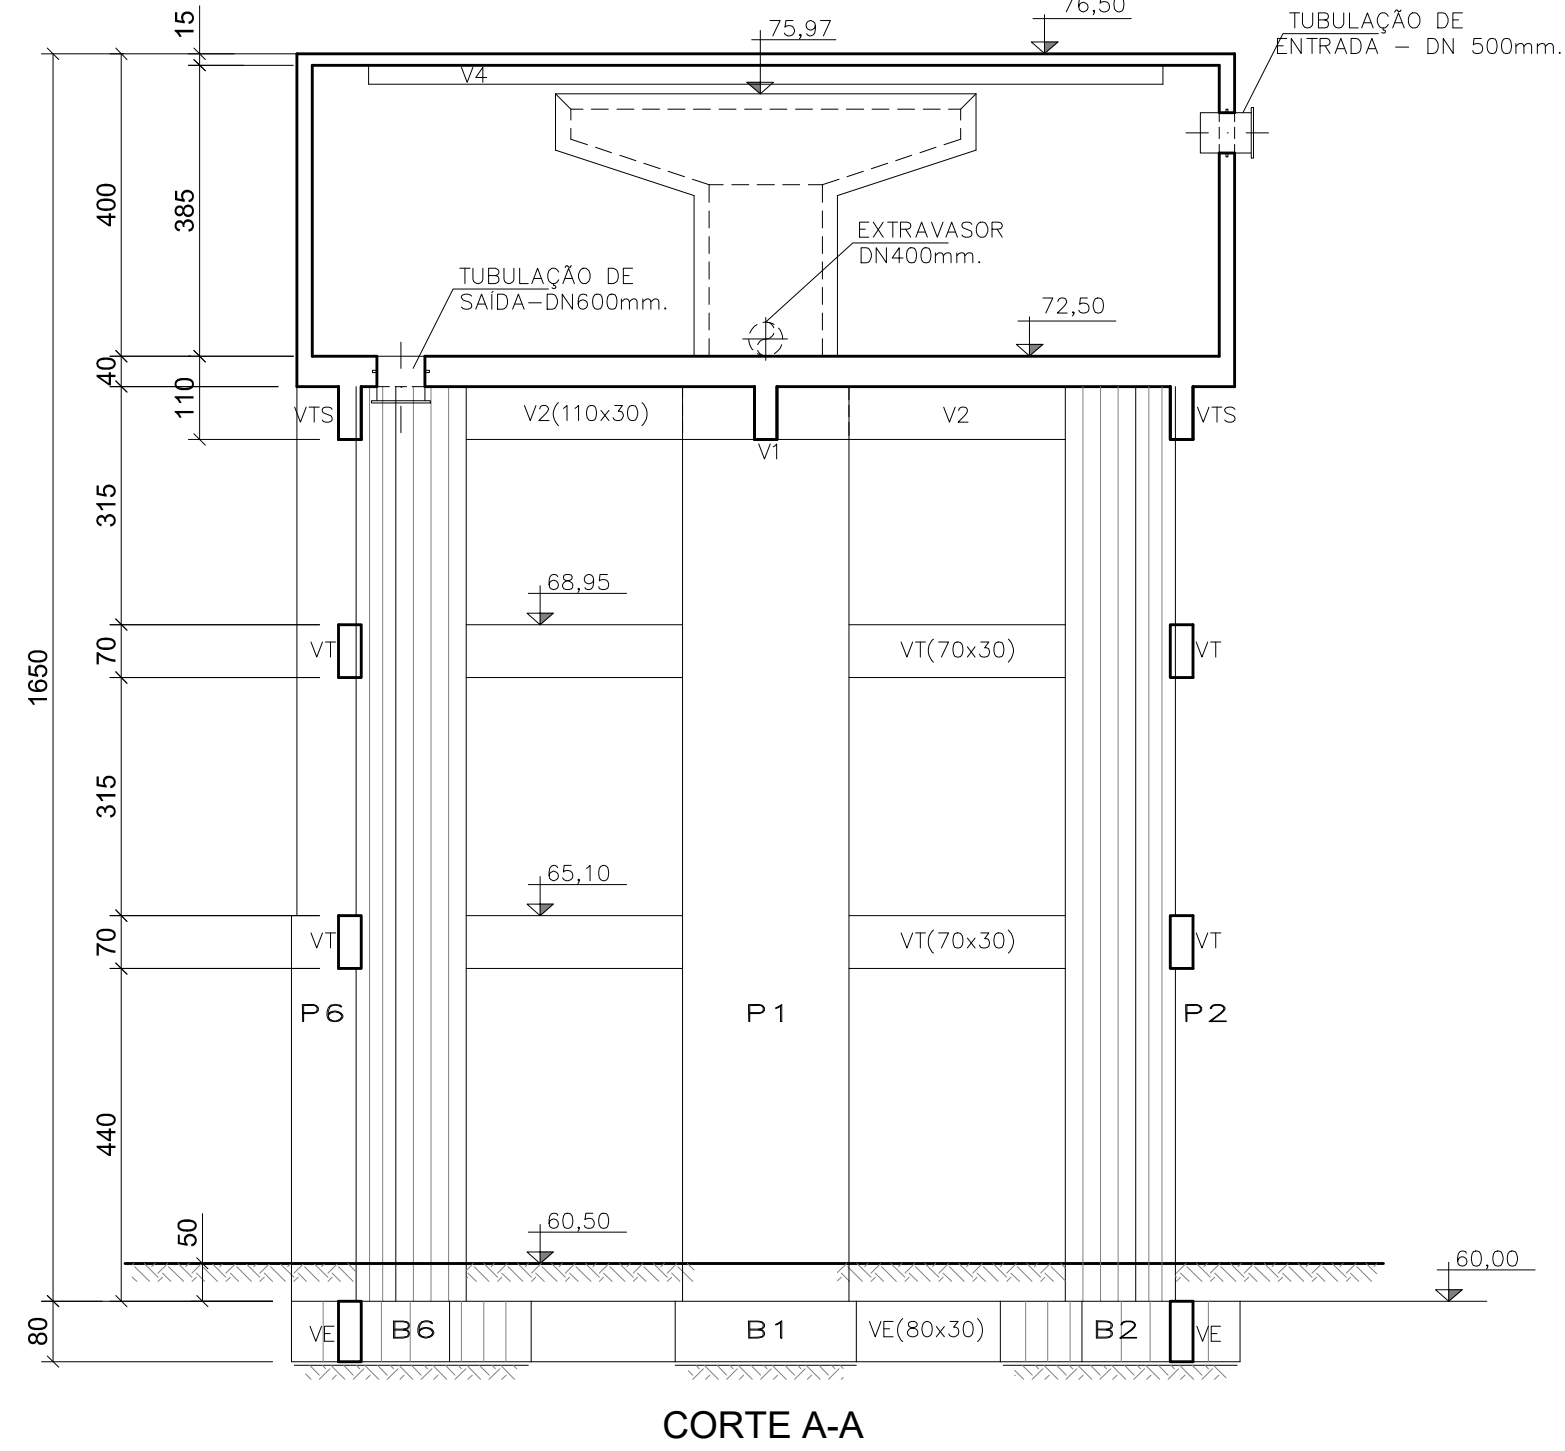 76,50
15
75,97
TUBULAÇÃO DE
ENTRADA - DN 500mm.
V4
400
385
EXTRAVASOR
DN400mm.
TUBULAÇÃO DE
SAÍDA-DN600mm.
72,50
40
110
VTS
V2(110x30)
V2
VTS
V1
315
68,95
70
VT
VT(70x30)
VT
1650
315
65,10
70
VT
VT(70x30)
VT
P6
P1
P2
440
50
60,50
60,00
80
VE
B6
B1
VE(80x30)
B2
VE
CORTE A-A